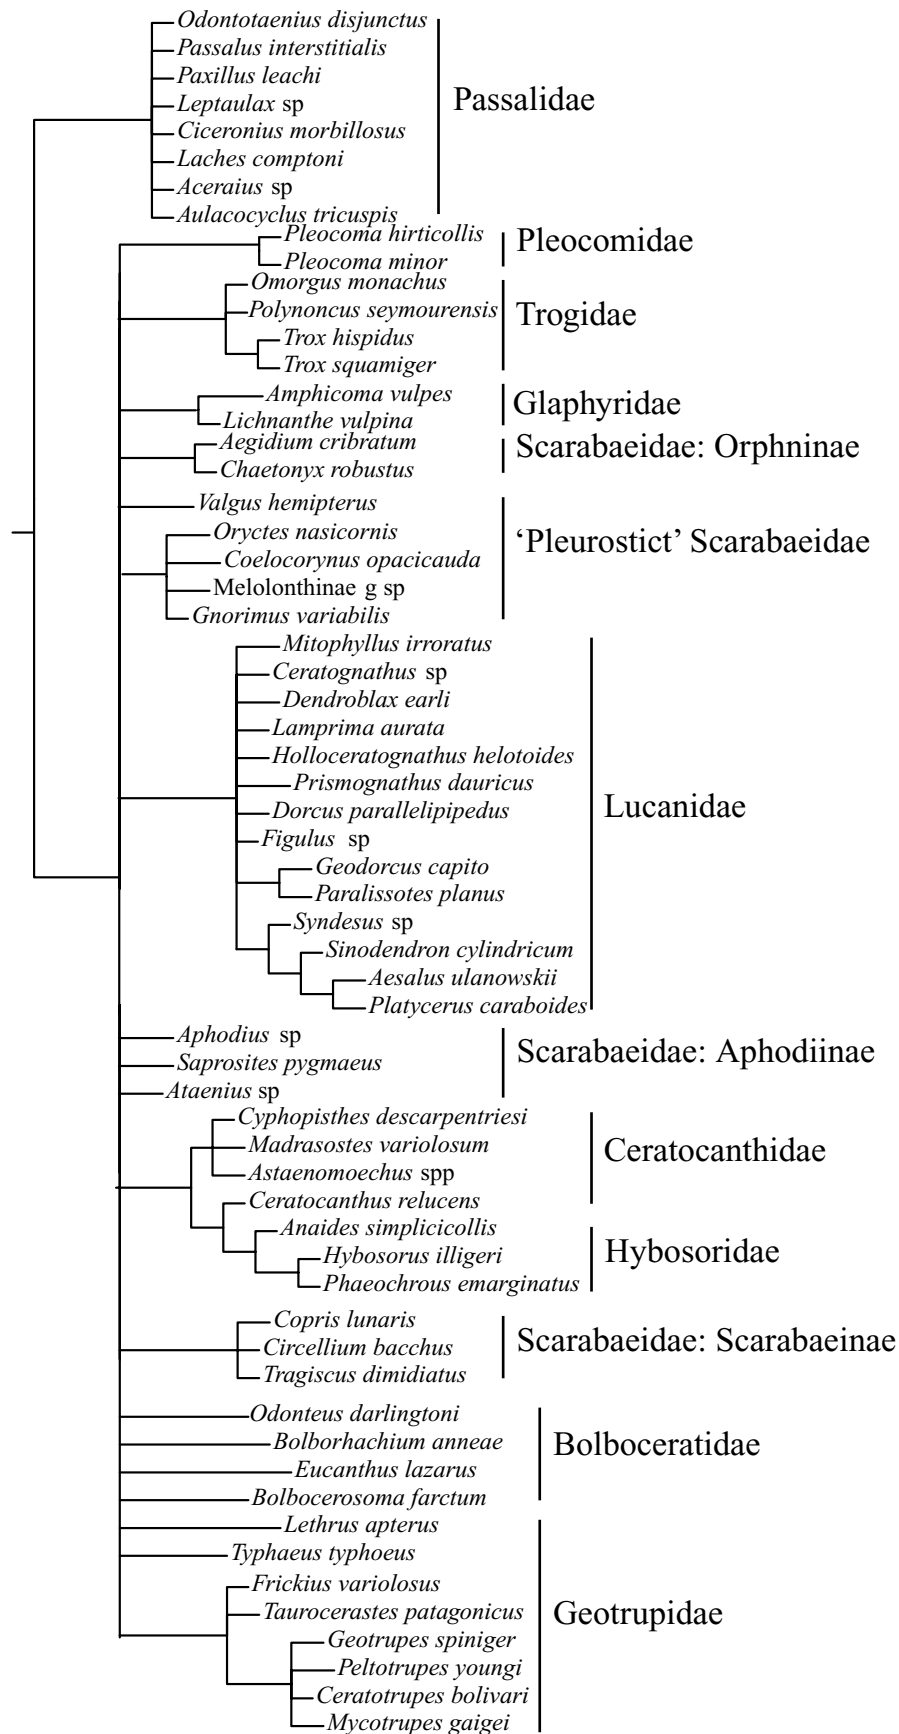 Odontotaenius disjunctus
Passalus interstitialis
Paxillus leachi
Leptaulax sp
Ciceronius morbillosus
Laches comptoni
Aceraius sp
Aulacocyclus tricuspis
Passalidae
Pleocoma hirticollis
Pleocoma minor
Pleocomidae
Omorgus monachus
Polynoncus seymourensis
Trox hispidus
Trox squamiger
Trogidae
Amphicoma vulpes
Lichnanthe vulpina
Glaphyridae
Aegidium cribratum
Chaetonyx robustus
Scarabaeidae: Orphninae
Valgus hemipterus
Oryctes nasicornis
Coelocorynus opacicauda
Melolonthinae g sp
Gnorimus variabilis
‘Pleurostict’ Scarabaeidae
Mitophyllus irroratus
Ceratognathus sp
Dendroblax earli
Lamprima aurata
Holloceratognathus helotoides
Prismognathus dauricus
Dorcus parallelipipedus
Figulus sp
Geodorcus capito
Paralissotes planus
Syndesus sp
Sinodendron cylindricum
Aesalus ulanowskii
Platycerus caraboides
Lucanidae
Aphodius sp
Saprosites pygmaeus
Ataenius sp
Scarabaeidae: Aphodiinae
Cyphopisthes descarpentriesi
Madrasostes variolosum
Astaenomoechus spp
Ceratocanthus relucens
Ceratocanthidae
Anaides simplicicollis
Hybosorus illigeri
Phaeochrous emarginatus
Hybosoridae
Copris lunaris
Circellium bacchus
Tragiscus dimidiatus
Scarabaeidae: Scarabaeinae
Odonteus darlingtoni
Bolborhachium anneae
Eucanthus lazarus
Bolbocerosoma farctum
Bolboceratidae
Lethrus apterus
Typhaeus typhoeus
Frickius variolosus
Taurocerastes patagonicus
Geotrupes spiniger
Peltotrupes youngi
Ceratotrupes bolivari
Mycotrupes gaigei
Geotrupidae